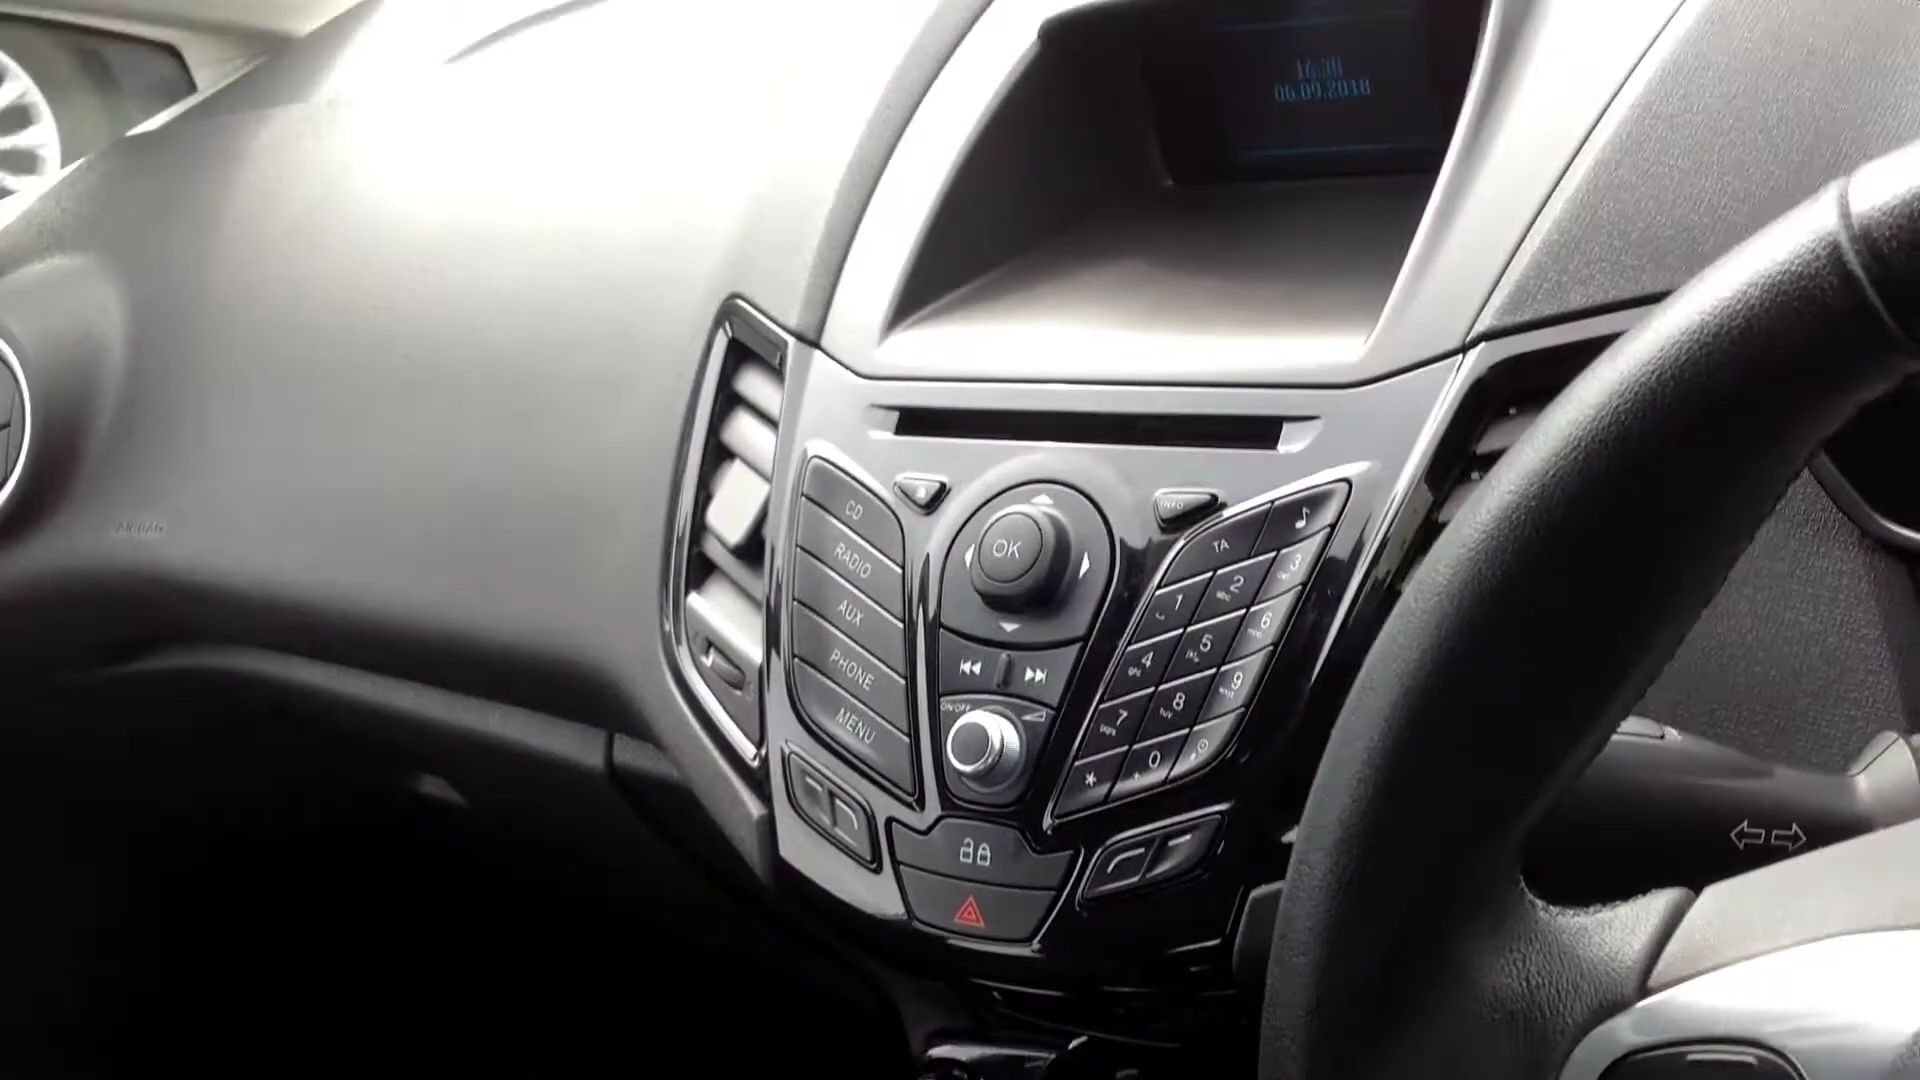 06.09.2018
AIRBAG
CD
RADIO
AUX
PHONE
MENU
OK
INFO
ON/OFF
TA
1
2
abc
3
def
4
ghi
5
jkl
6
mno
7
pqrs
8
tuv
9
wxyz
*
0
+